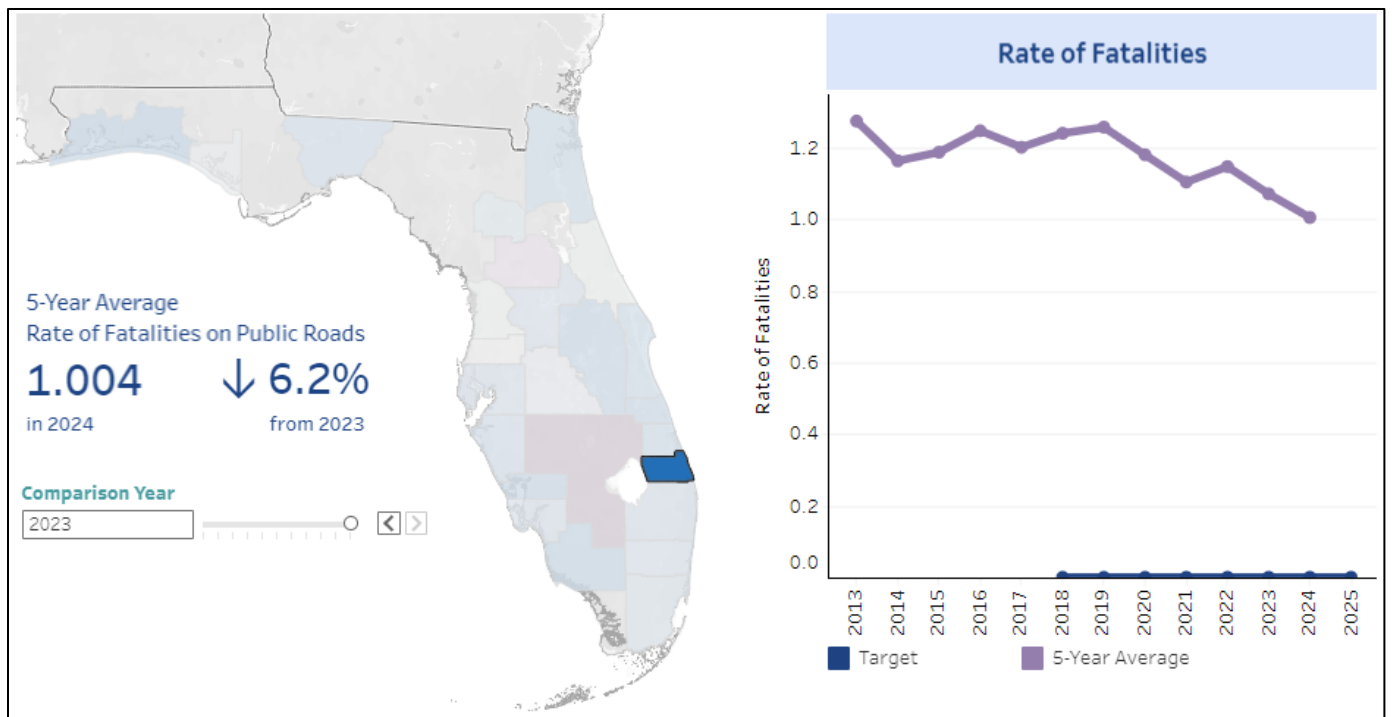 5-Year Average
Rate of Fatalities on Public Roads
1.004
↓ 6.2%
in 2024
from 2023
Comparison Year
2023
Rate of Fatalities
Rate of Fatalities
1.2
1.0
0.8
0.6
0.4
0.2
0.0
2013
2014
2015
2016
2017
2018
2019
2020
2021
2022
2023
2024
2025
Target
5-Year Average